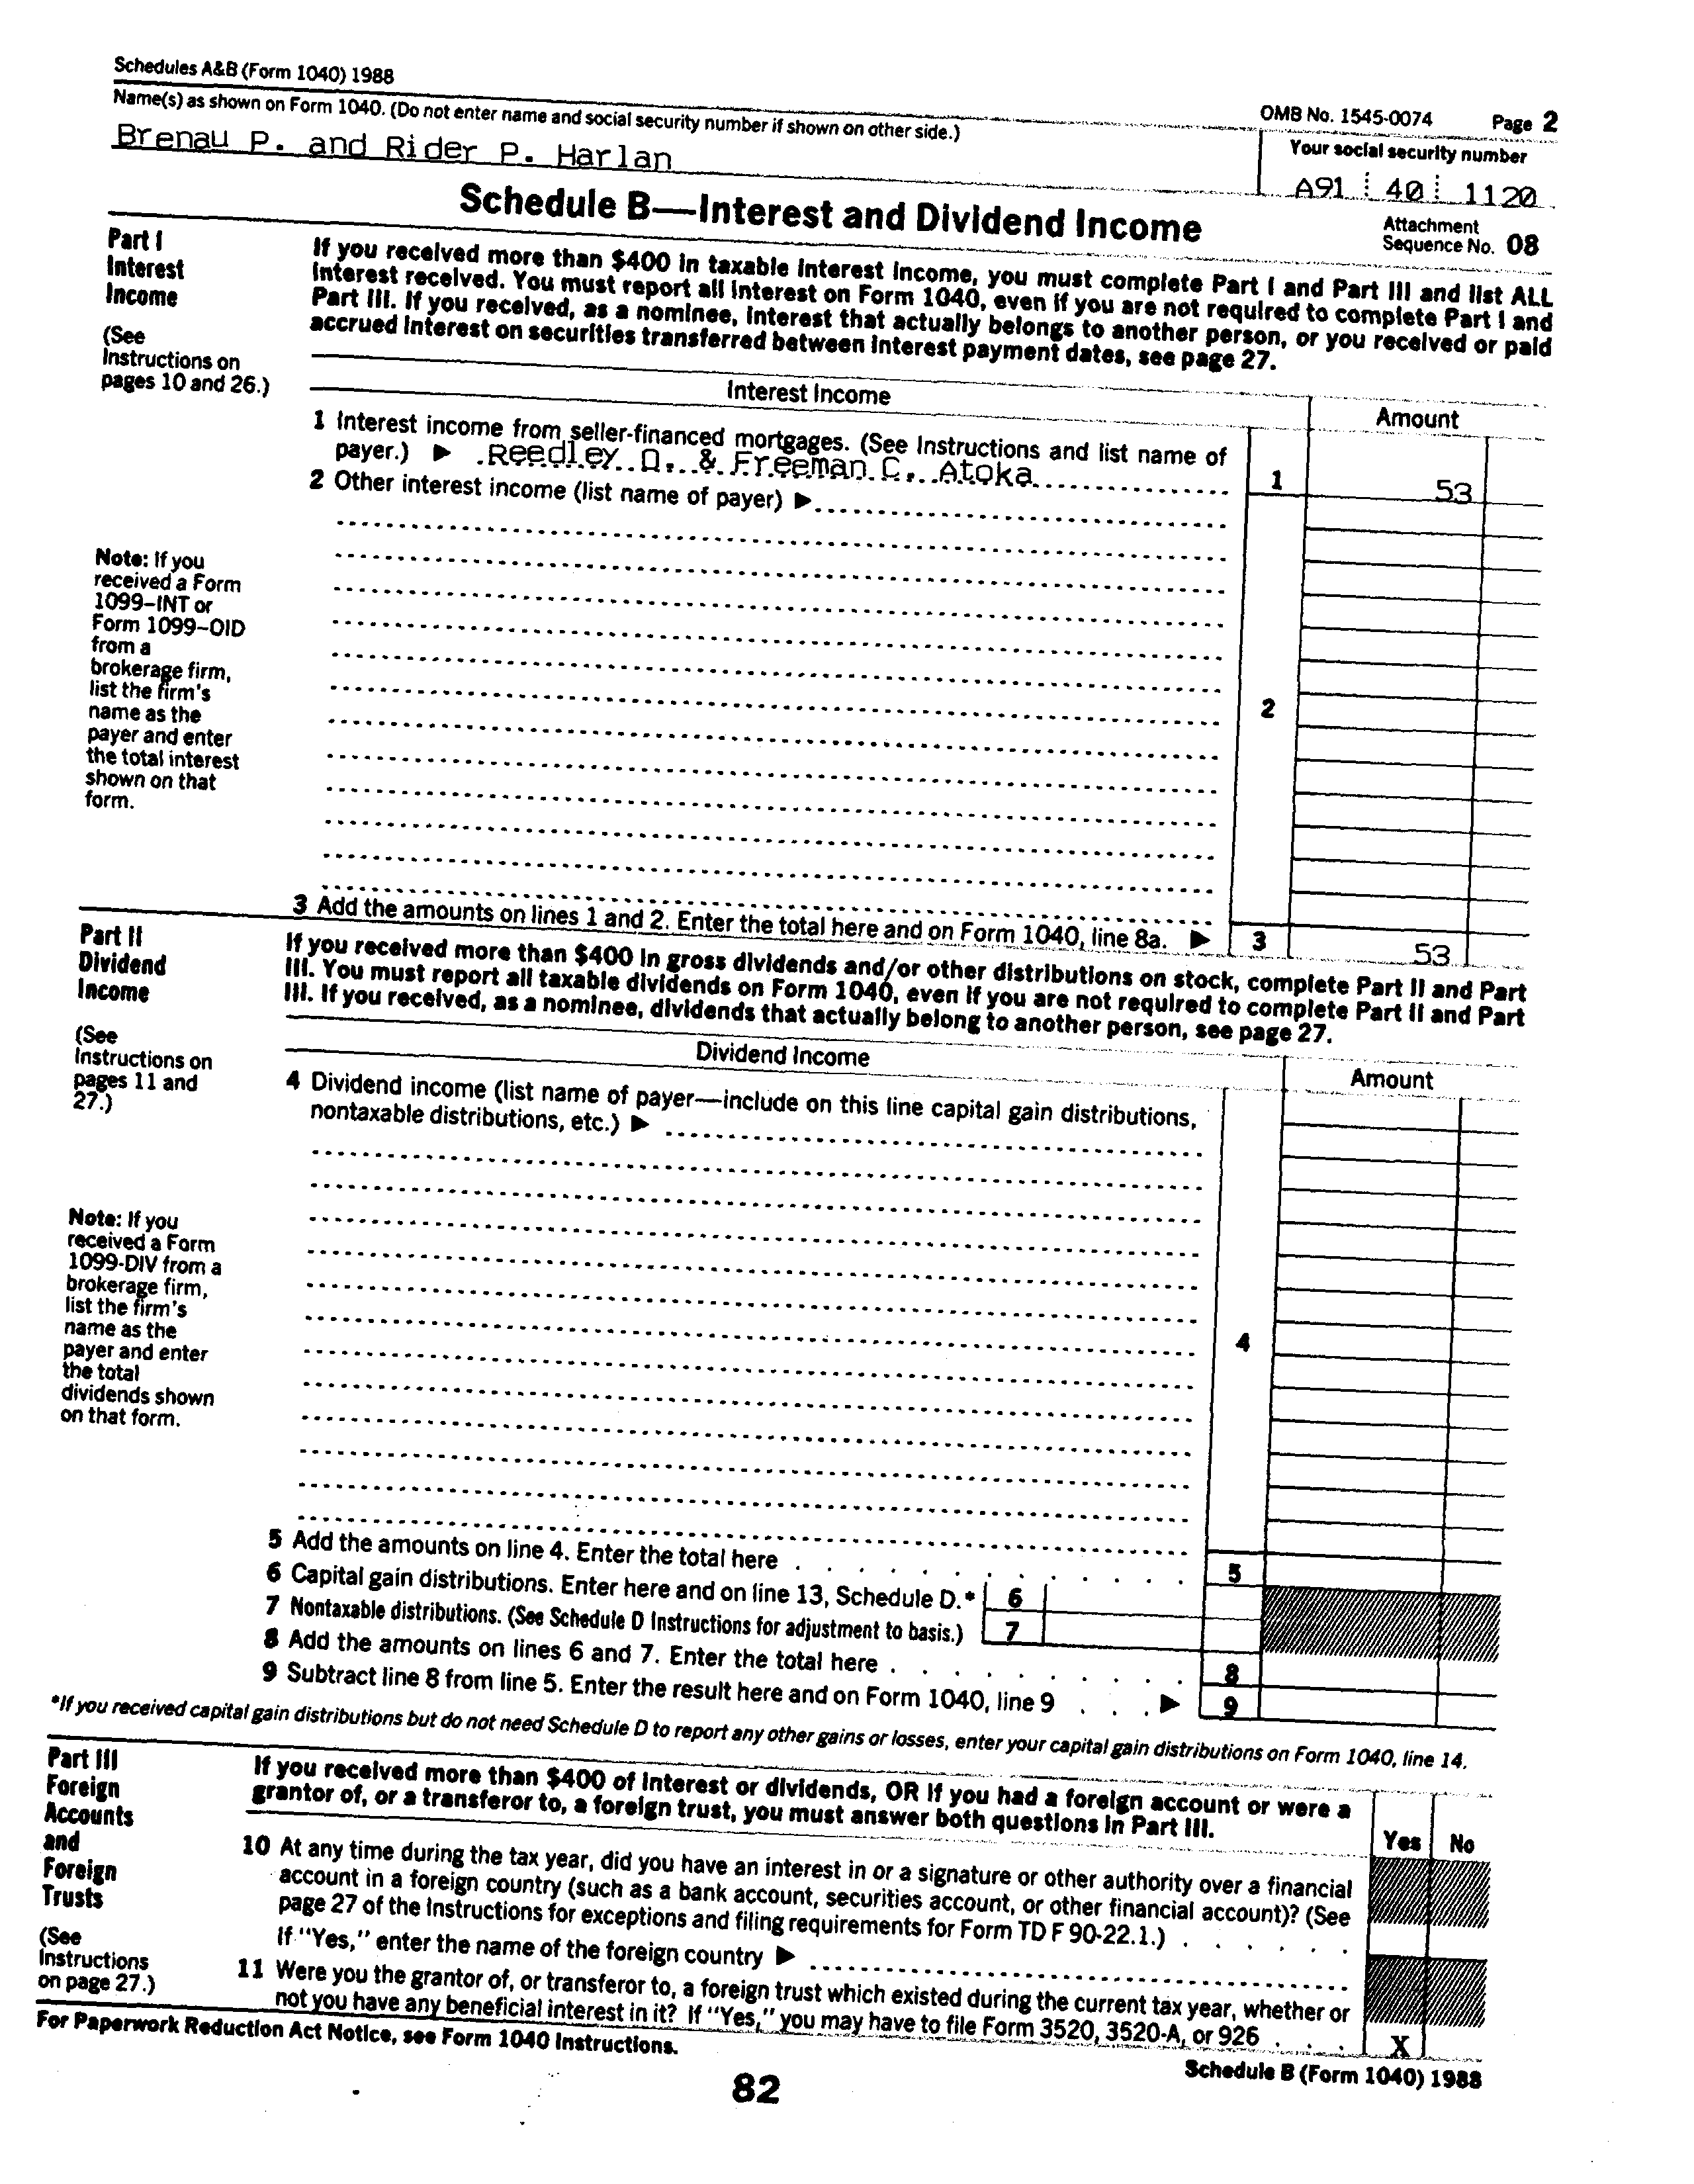 Schedules A&B (Form 1040) 1988
OMB No. 1545-0074 Page 2
Name(s) as shown on Form 1040. (Do not enter name and social security number if shown on other side.)
Your social security number
Brenau P. and Rider P. Harlan
A91 40 1120
Schedule B—Interest and Dividend Income
Attachment
Sequence No. 08
Part I
Interest
Income
(See
Instructions on
pages 10 and 26.)
If you received more than $400 in taxable interest income, you must complete Part I and Part III and list ALL
interest received. You must report all interest on Form 1040, even if you are not required to complete Part I and
Part III. If you received, as a nominee, interest that actually belongs to another person, or you received or paid
accrued interest on securities transferred between interest payment dates, see page 27.
Interest Income
Amount
1 Interest income from seller-financed mortgages. (See Instructions and list name of
payer.) ▶ Reedley D. & Freeman C. Atoka
1 53
2 Other interest income (list name of payer) ▶
Note: If you
received a Form
1099–INT or
Form 1099–OID
from a
brokerage firm,
list the firm's
name as the
payer and enter
the total interest
shown on that
form.
2
3 Add the amounts on lines 1 and 2. Enter the total here and on Form 1040, line 8a. ▶ 3 53
Part II
Dividend
Income
(See
Instructions on
pages 11 and
27.)
If you received more than $400 in gross dividends and/or other distributions on stock, complete Part II and Part
III. You must report all taxable dividends on Form 1040, even if you are not required to complete Part II and Part
III. If you received, as a nominee, dividends that actually belong to another person, see page 27.
Dividend Income
Amount
4 Dividend income (list name of payer—include on this line capital gain distributions,
nontaxable distributions, etc.) ▶
Note: If you
received a Form
1099-DIV from a
brokerage firm,
list the firm's
name as the
payer and enter
the total
dividends shown
on that form.
4
5 Add the amounts on line 4. Enter the total here . . . . . . . . . . . . 5
6 Capital gain distributions. Enter here and on line 13, Schedule D.* 6
7 Nontaxable distributions. (See Schedule D Instructions for adjustment to basis.) 7
8 Add the amounts on lines 6 and 7. Enter the total here . . . . . . . . . . 8
9 Subtract line 8 from line 5. Enter the result here and on Form 1040, line 9 . . . ▶ 9
*If you received capital gain distributions but do not need Schedule D to report any other gains or losses, enter your capital gain distributions on Form 1040, line 14.
Part III
Foreign
Accounts
and
Foreign
Trusts
(See
Instructions
on page 27.)
If you received more than $400 of interest or dividends, OR if you had a foreign account or were a
grantor of, or a transferor to, a foreign trust, you must answer both questions in Part III.
Yes No
10 At any time during the tax year, did you have an interest in or a signature or other authority over a financial
account in a foreign country (such as a bank account, securities account, or other financial account)? (See
page 27 of the Instructions for exceptions and filing requirements for Form TD F 90-22.1.) . . . . . .
If "Yes," enter the name of the foreign country ▶
11 Were you the grantor of, or transferor to, a foreign trust which existed during the current tax year, whether or
not you have any beneficial interest in it? If "Yes," you may have to file Form 3520, 3520-A, or 926 . . . . X
For Paperwork Reduction Act Notice, see Form 1040 Instructions.
Schedule B (Form 1040) 1988
82